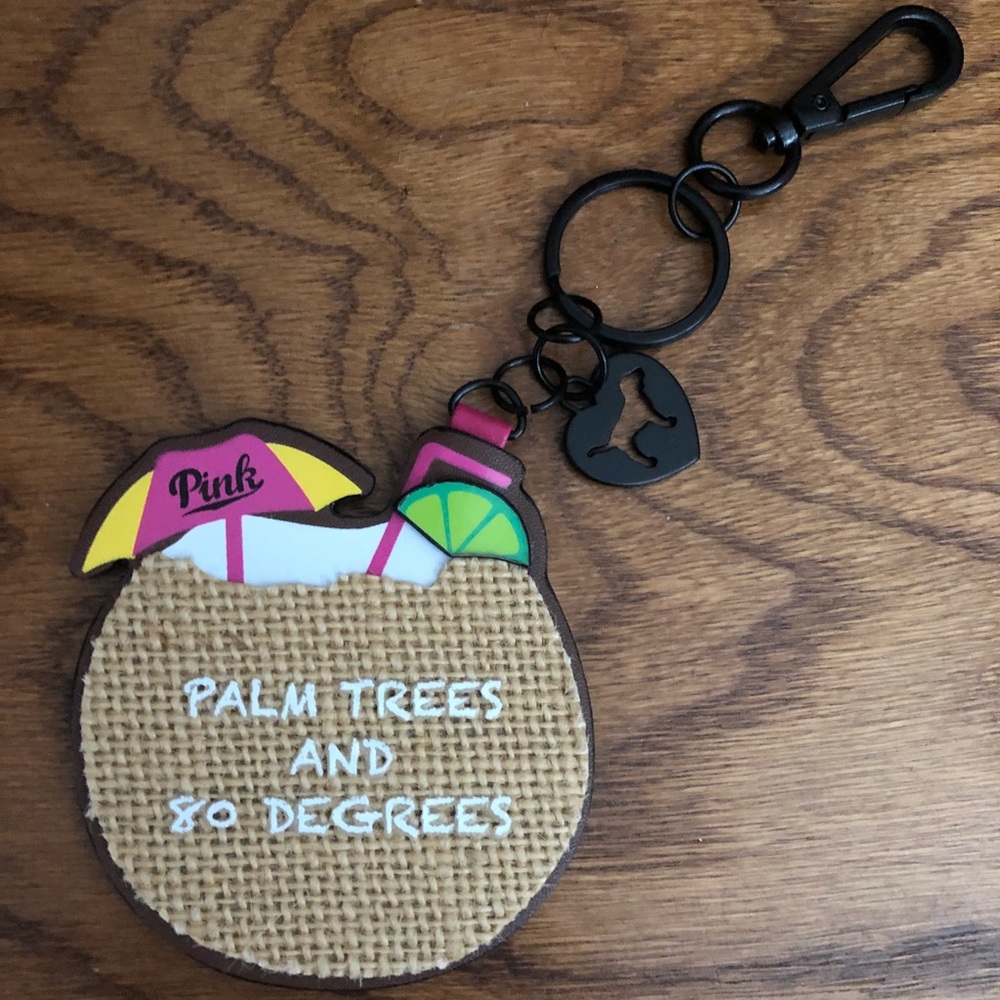 Pink
PALM TREES
AND
80 DEGREES